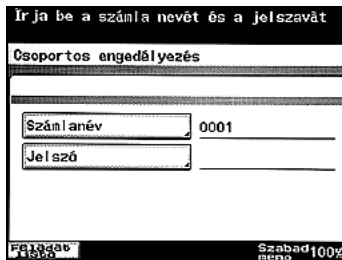 Írja be a számla nevét és a jelszavát
Csoportos engedélyezés
Számlanév
0001
Jelszó
Feladat
lista
Szabad
memo
100%